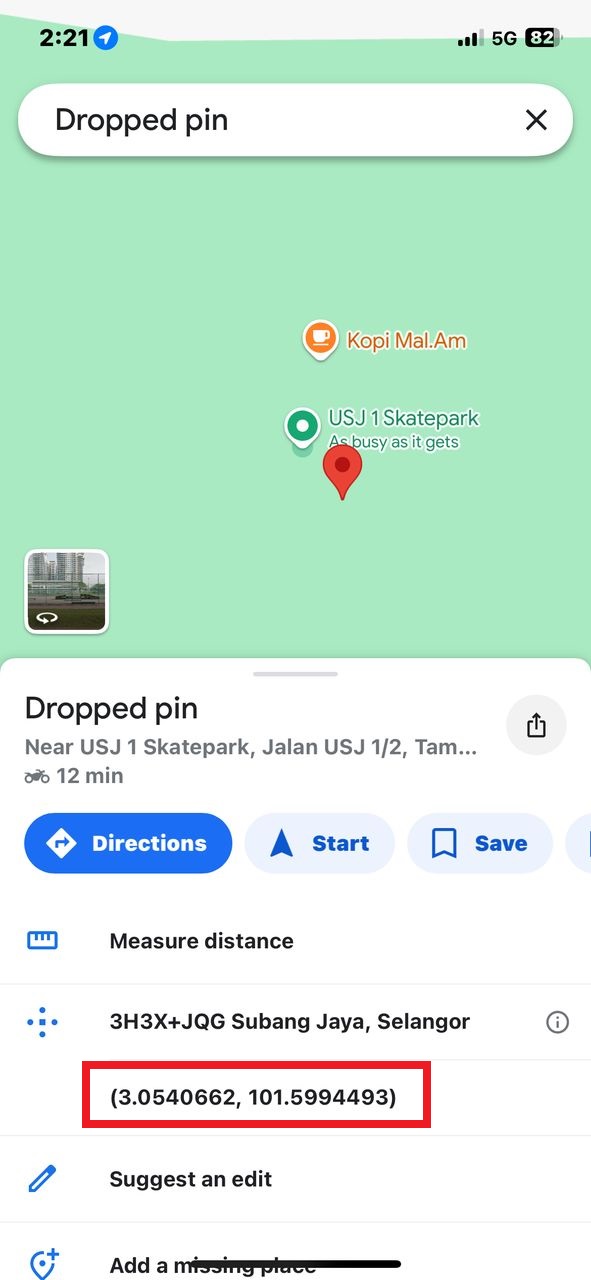 2:21
5G
82
Dropped pin
Kopi Mal.Am
USJ 1 Skatepark
As busy as it gets
Dropped pin
Near USJ 1 Skatepark, Jalan USJ 1/2, Tam...
12 min
Directions
Start
Save
Measure distance
3H3X+JQG Subang Jaya, Selangor
(3.0540662, 101.5994493)
Suggest an edit
Add a missing place